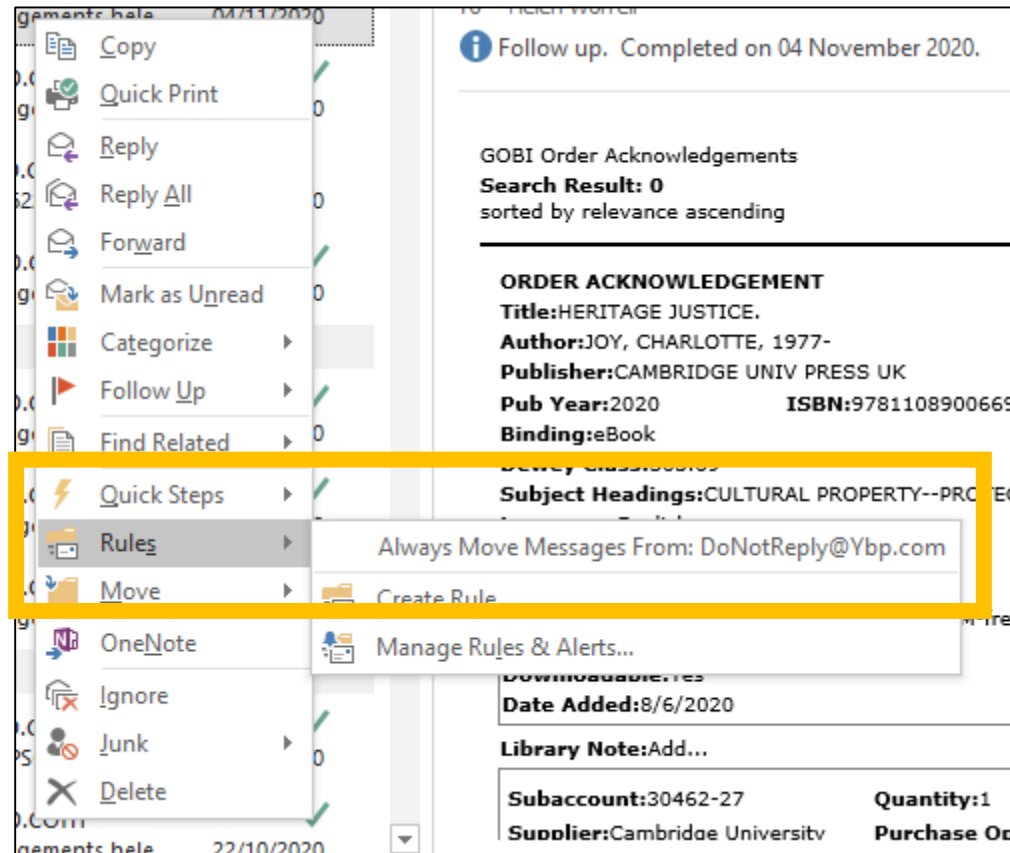 04/11/2020
Copy
Quick Print
Reply
Reply All
Forward
Mark as Unread
Categorize
Follow Up
Find Related
Quick Steps
Rules
Move
OneNote
Ignore
Junk
Delete
22/10/2020
Always Move Messages From: DoNotReply@Ybp.com
Create Rule
Manage Rules & Alerts...
Follow up. Completed on 04 November 2020.
GOBI Order Acknowledgements
Search Result: 0
sorted by relevance ascending
ORDER ACKNOWLEDGEMENT
Title:HERITAGE JUSTICE.
Author:JOY, CHARLOTTE, 1977-
Publisher:CAMBRIDGE UNIV PRESS UK
Pub Year:2020 ISBN:9781108900669
Binding:eBook
Subject Headings:CULTURAL PROPERTY--PROTEC
Downloadable:Yes
Date Added:8/6/2020
Library Note:Add...
Subaccount:30462-27 Quantity:1
Supplier:Cambridge University Purchase Op